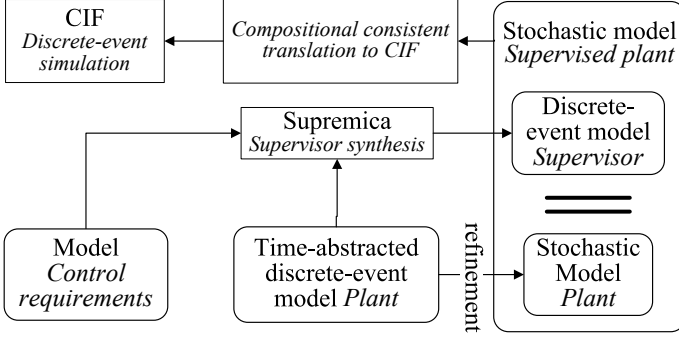 CIF
Discrete-event
simulation
Compositional consistent
translation to CIF
Stochastic model
Supervised plant
Supremica
Supervisor synthesis
Discrete-
event model
Supervisor
Model
Control
requirements
Time-abstracted
discrete-event
model Plant
refinement
Stochastic
Model
Plant